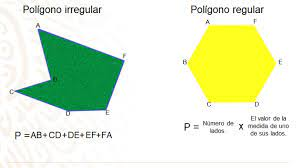 Polígono irregular
A
F
B
C
D
E
P =AB+CD+DE+EF+FA
Polígono regular
A
F
B
E
C
D
P = Número de lados x El valor de la medida de uno de sus lados.